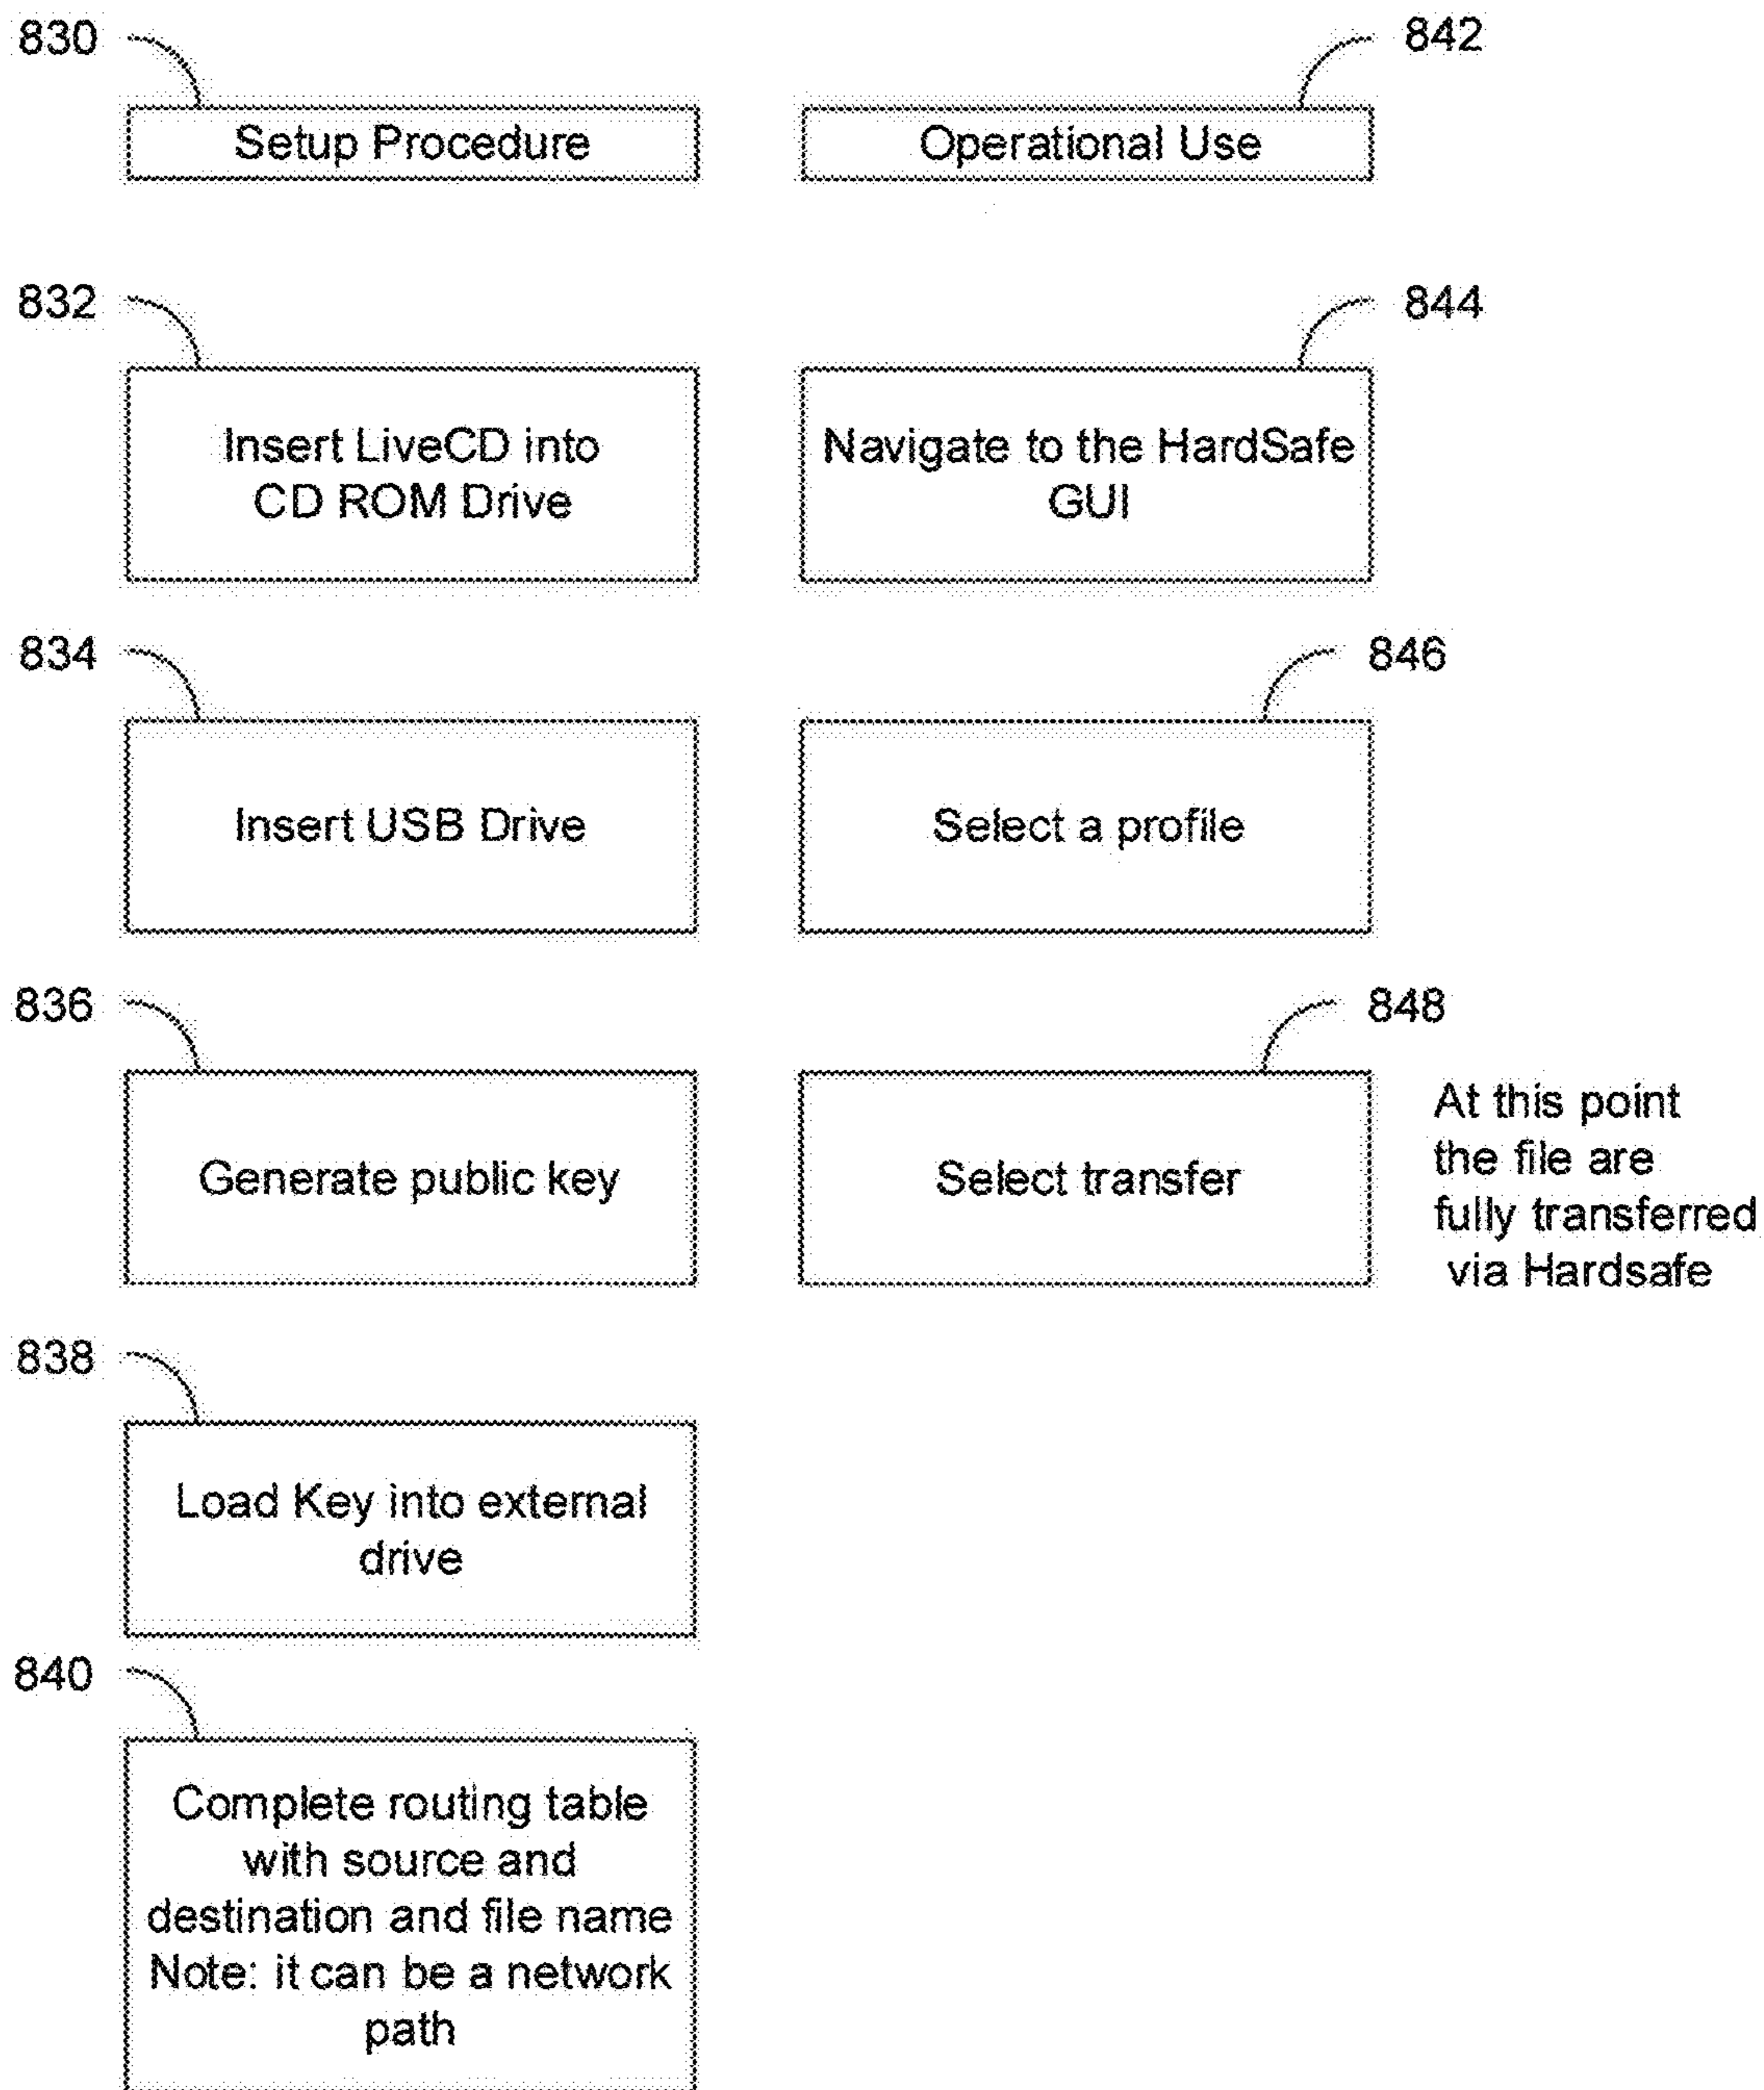 830
Setup Procedure
832
Insert LiveCD into
CD ROM Drive
834
Insert USB Drive
836
Generate public key
838
Load Key into external
drive
840
Complete routing table
with source and
destination and file name
Note: it can be a network
path
842
Operational Use
844
Navigate to the HardSafe
GUI
846
Select a profile
848
Select transfer
At this point
the file are
fully transferred
via Hardsafe